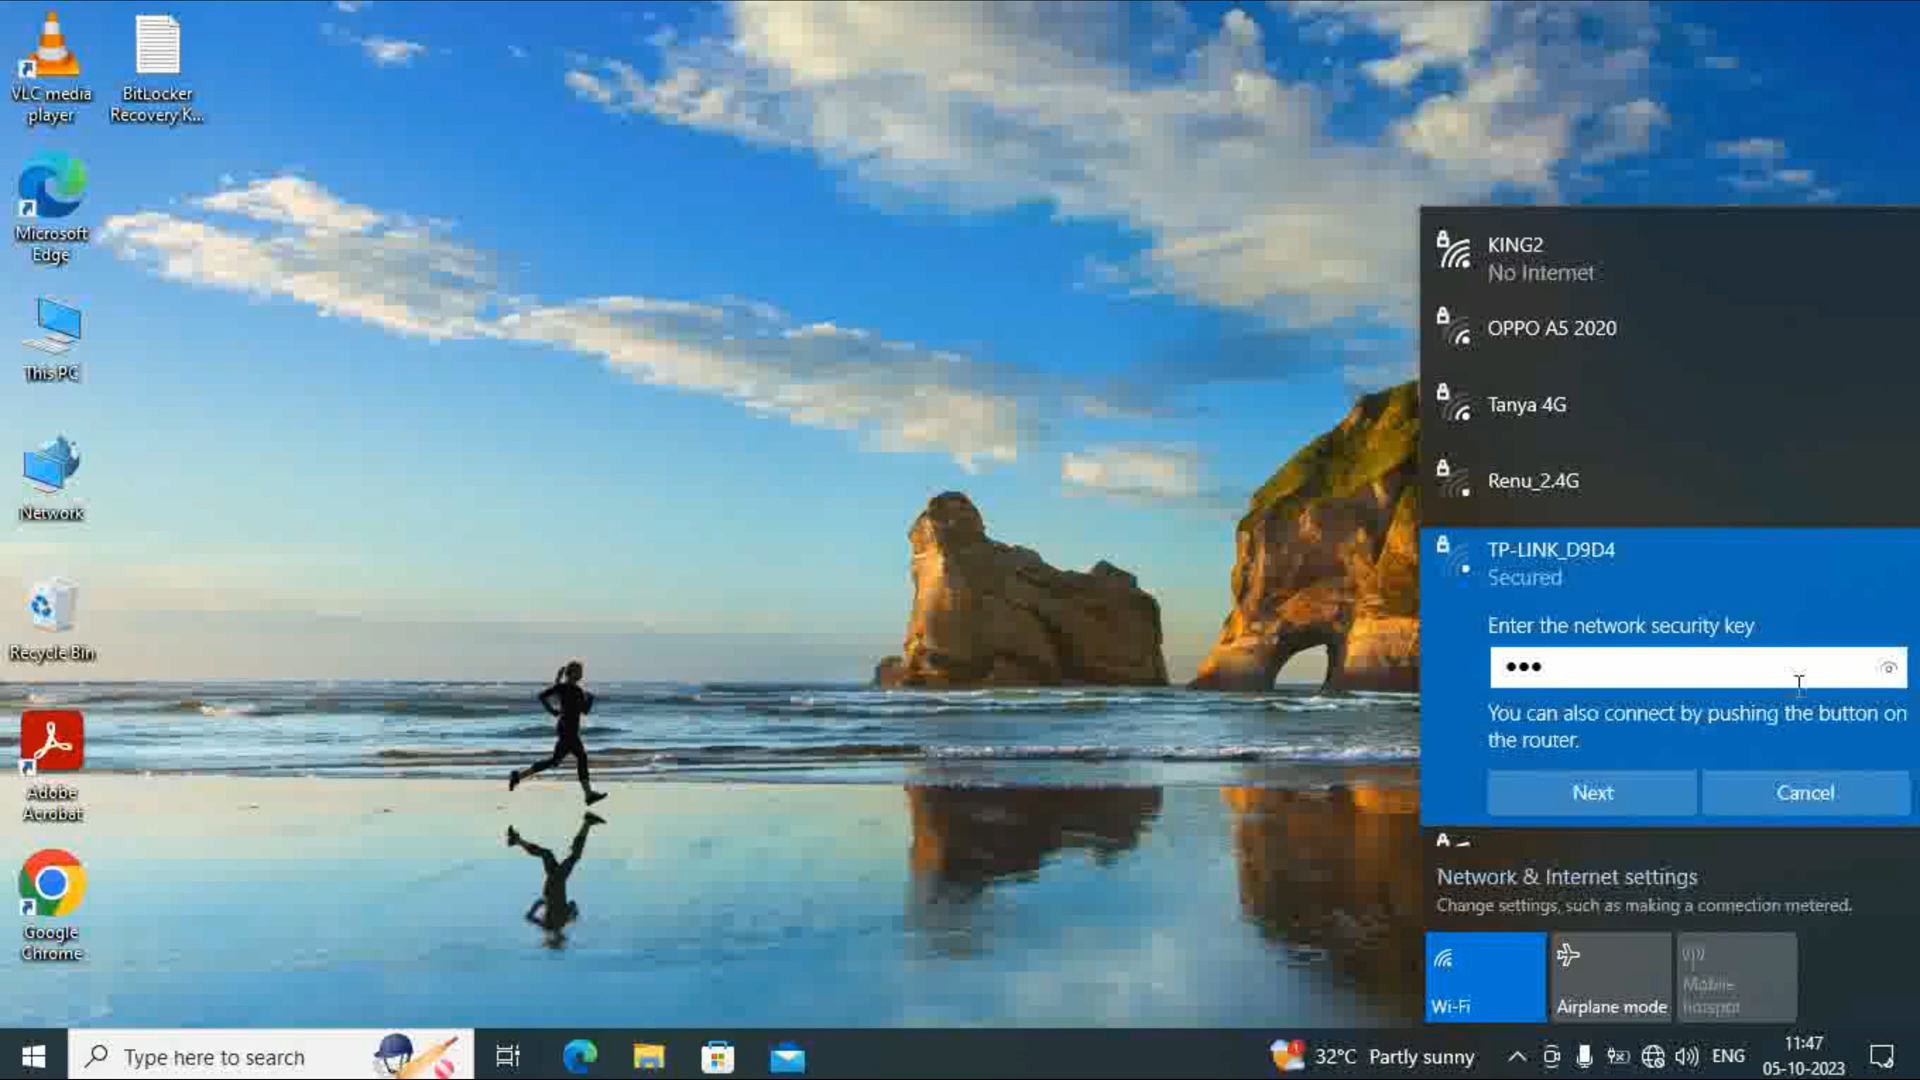 VLC media
player
BitLocker
Recovery K...
Microsoft
Edge
This PC
Network
Recycle Bin
Adobe
Acrobat
Google
Chrome
KING2
No Internet
OPPO A5 2020
Tanya 4G
Renu_2.4G
TP-LINK_D9D4
Secured
Enter the network security key
•••
You can also connect by pushing the button on
the router.
Next
Cancel
Network & Internet settings
Change settings, such as making a connection metered.
Wi-Fi
Airplane mode
Mobile
hotspot
Type here to search
32°C Partly sunny
ENG
11:47
05-10-2023